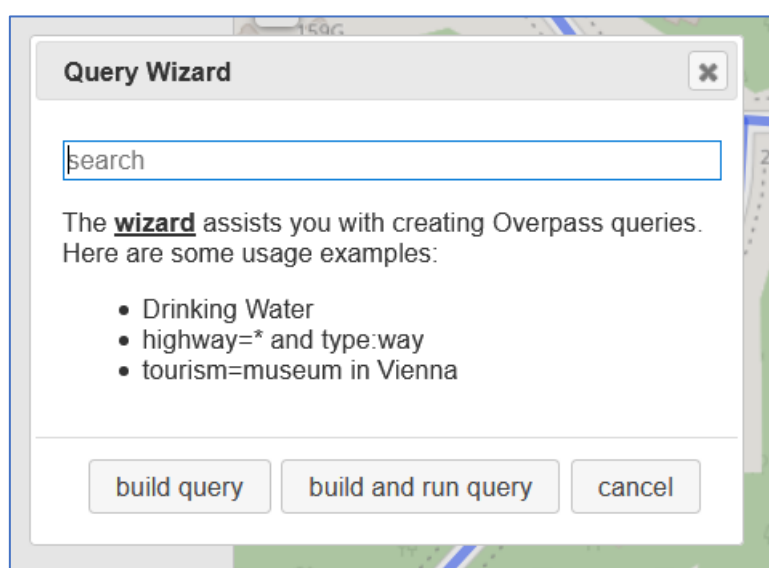 159G
Query Wizard
search
The wizard assists you with creating Overpass queries.
Here are some usage examples:
• Drinking Water
• highway=* and type:way
• tourism=museum in Vienna
build query
build and run query
cancel